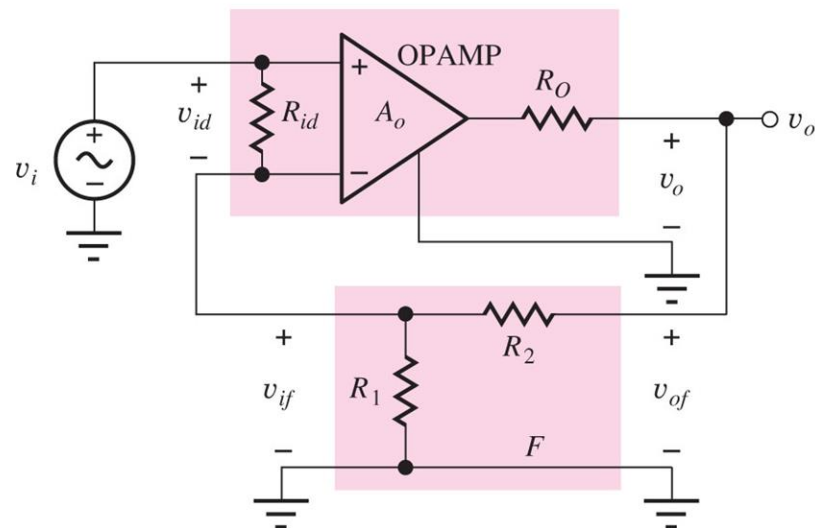 OPAMP
+
+
R_O
v_id
R_id
A_o
v_o
+
+
−
−
v_i
−
v_o
−
+
+
R_2
v_if
R_1
v_of
−
F
−